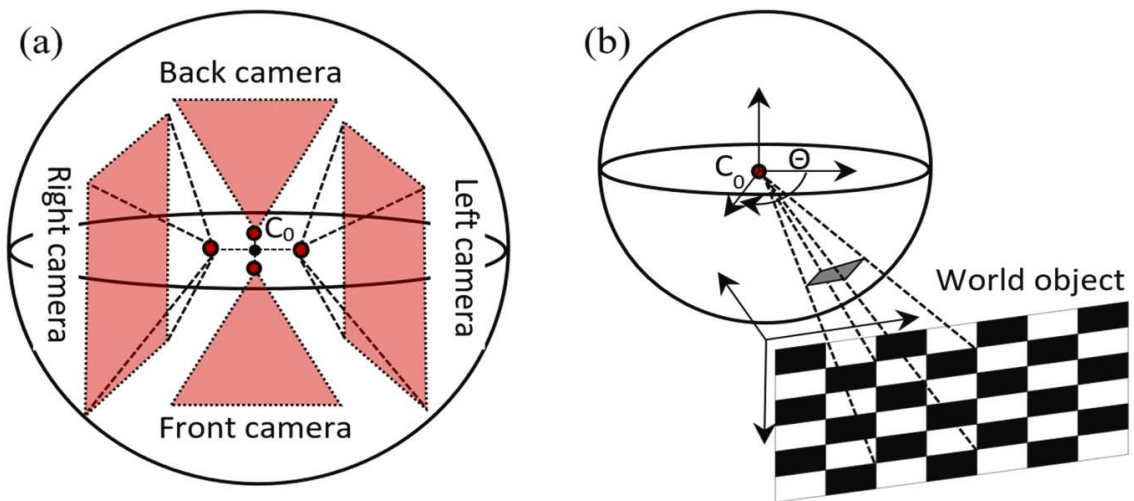 (a)
Back camera
Right camera
C₀
Left camera
Front camera
(b)
C₀
Θ
World object